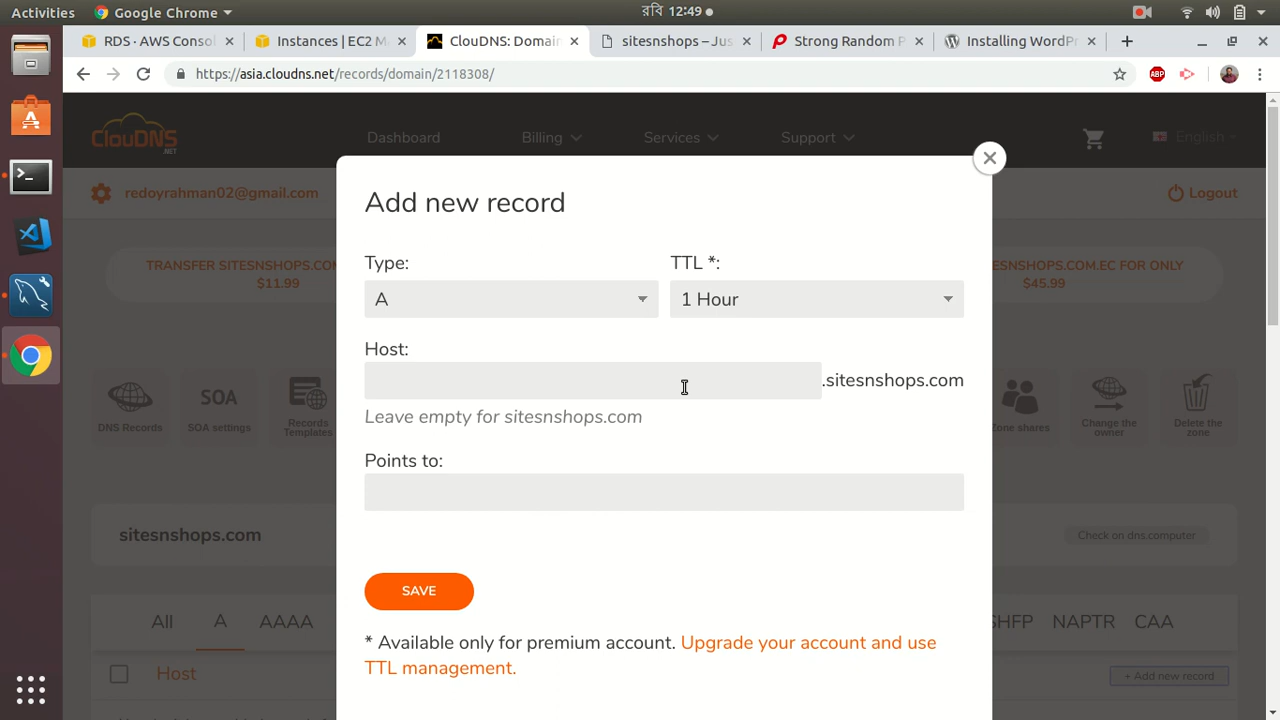 Activities
Google Chrome
রবি 12:49
RDS · AWS Consol
Instances | EC2 M
ClouDNS: Domain
sitesnshops – Jus
Strong Random P
Installing WordPr
https://asia.cloudns.net/records/domain/2118308/
ABP
ClouDNS
.NET
Dashboard
Billing
Services
Support
English
redoyrahman02@gmail.com
Logout
Add new record
TRANSFER SITESNSHOPS.COM
$11.99
ESNSHOPS.COM.EC FOR ONLY
$45.99
Type:
TTL *:
A
1 Hour
Host:
.sitesnshops.com
Leave empty for sitesnshops.com
DNS Records
SOA
SOA settings
Records
Templates
Zone shares
Change the
owner
Delete the
zone
Points to:
sitesnshops.com
Check on dns.computer
SAVE
All
A
AAAA
SHFP
NAPTR
CAA
* Available only for premium account. Upgrade your account and use
TTL management.
Host
+ Add new record